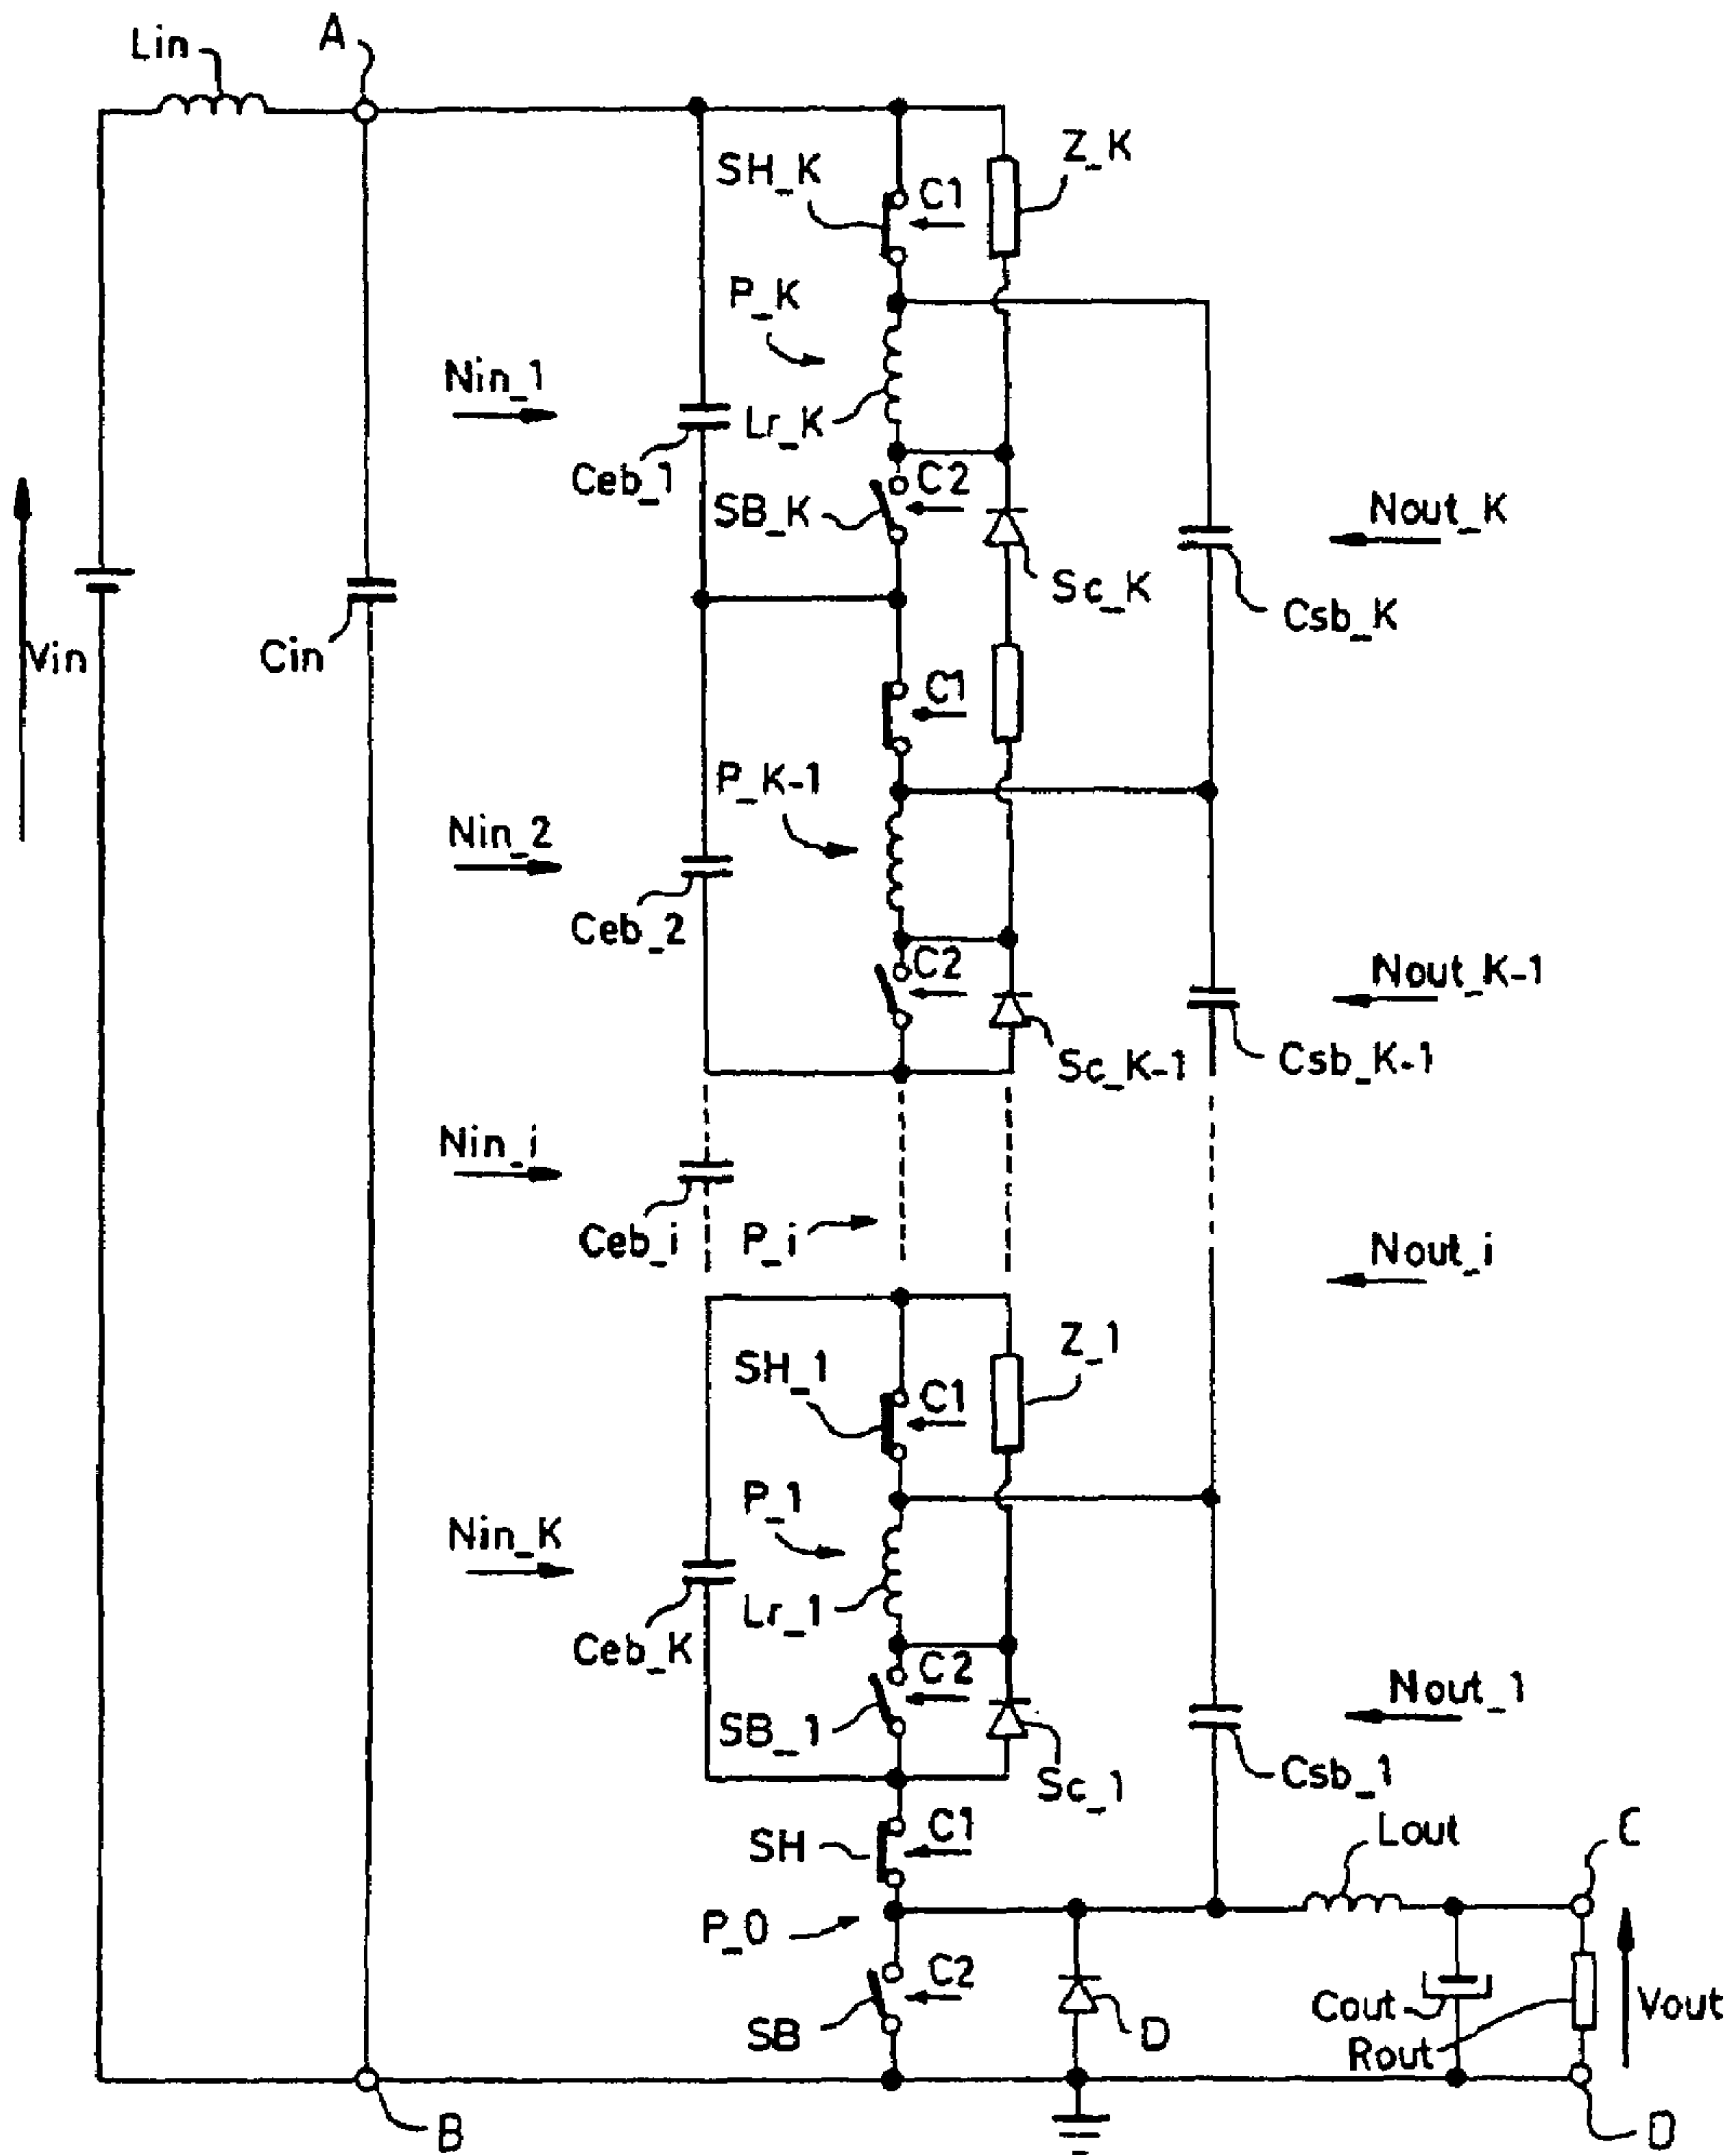 Lin
A
Z_K
SH_K
C1
P_K
Nin_1
Lr_K
Ceb_1
C2
SB_K
Nout_K
Sc_K
Csb_K
Vin
Cin
C1
P_K-1
Nin_2
Ceb_2
C2
Nout_K-1
Sc_K-1
Csb_K-1
Nin_i
Ceb_i
P_i
Nout_i
Z_1
SH_1
C1
P_1
Nin_K
Lr_1
Ceb_K
C2
Nout_1
SB_1
Sc_1
Csb_1
C1
Lout
C
SH
P_0
C2
Cout
Vout
SB
D
Rout
B
D